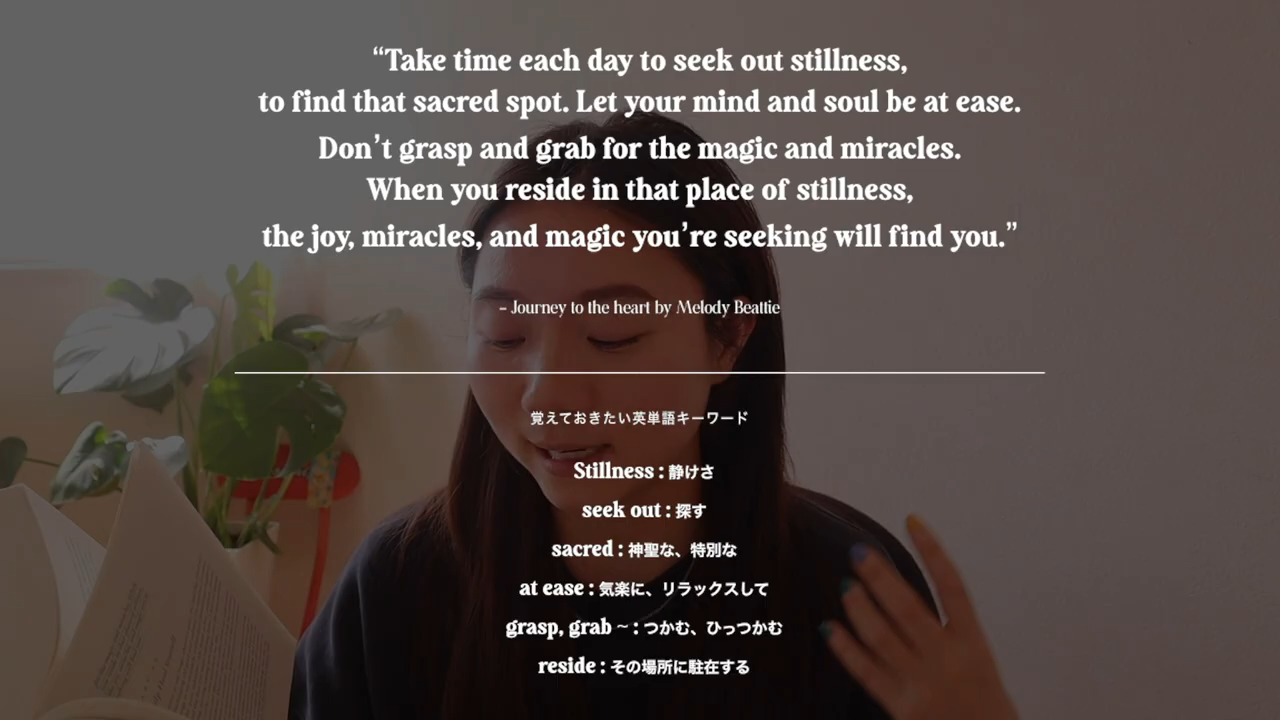 “Take time each day to seek out stillness,
to find that sacred spot. Let your mind and soul be at ease.
Don’t grasp and grab for the magic and miracles.
When you reside in that place of stillness,
the joy, miracles, and magic you’re seeking will find you.”
– Journey to the heart by Melody Beattie
覚えておきたい英単語キーワード
Stillness : 静けさ
seek out : 探す
sacred : 神聖な、特別な
at ease : 気楽に、リラックスして
grasp, grab ~ : つかむ、ひっつかむ
reside : その場所に駐在する